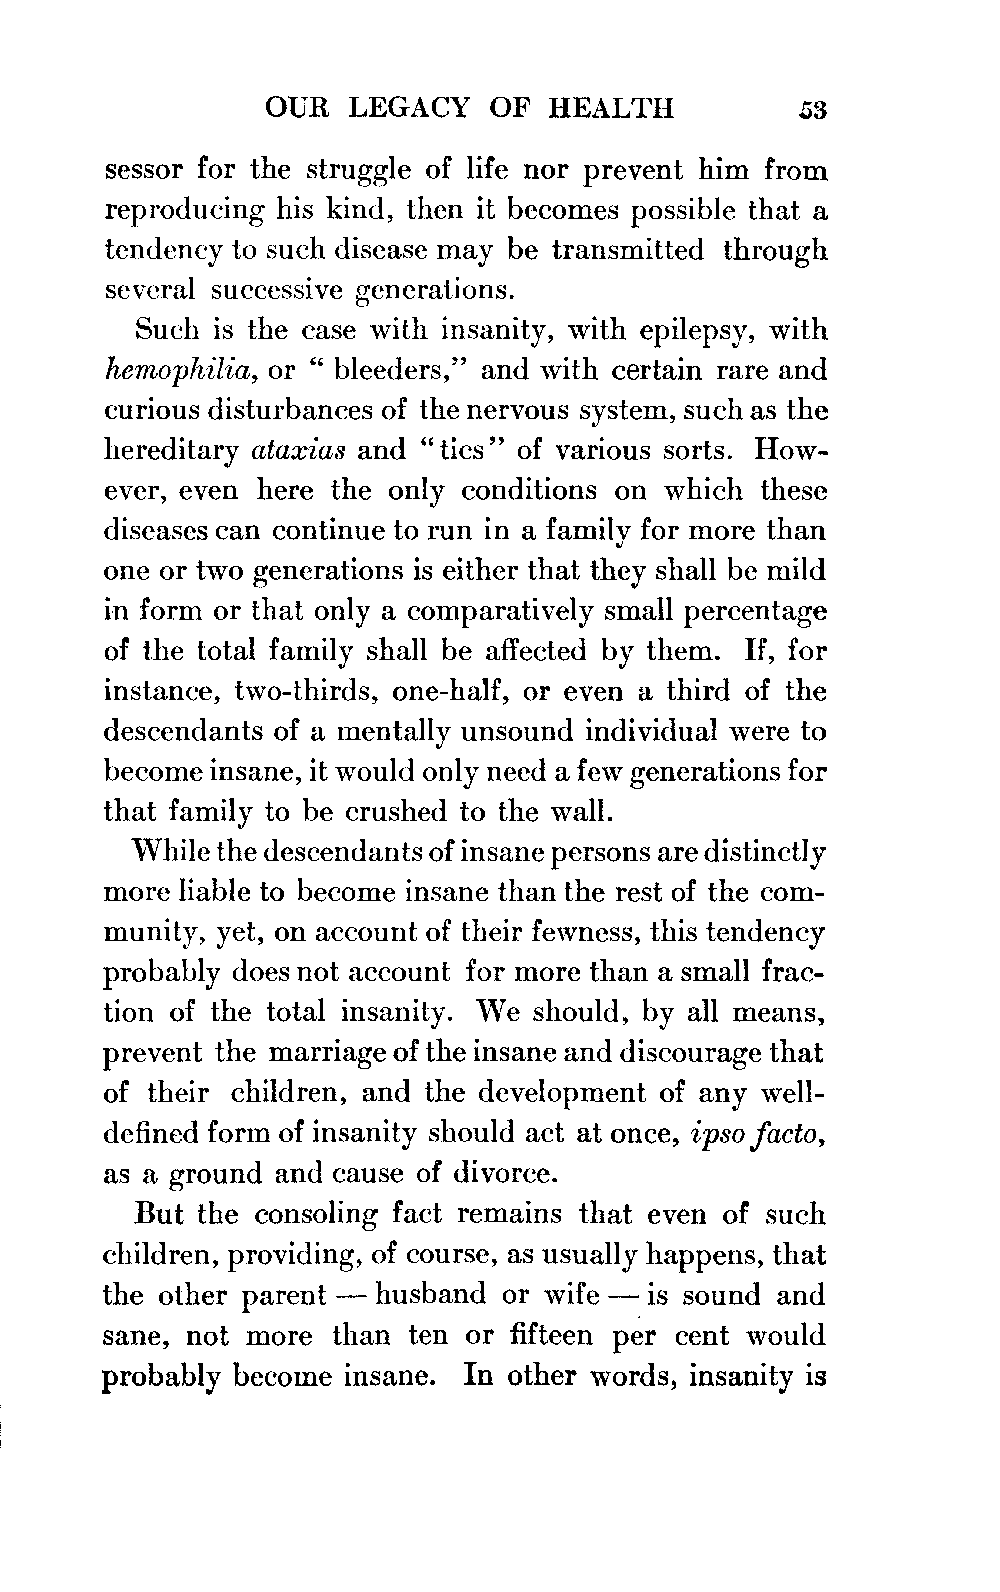 OUR LEGACY OF HEALTH 53
sessor for the struggle of life nor prevent him from
reproducing his kind, then it becomes possible that a
tendency to such disease may be transmitted through
several successive generations.
Such is the case with insanity, with epilepsy, with
hemophilia, or “ bleeders,” and with certain rare and
curious disturbances of the nervous system, such as the
hereditary ataxias and “tics” of various sorts. How-
ever, even here the only conditions on which these
diseases can continue to run in a family for more than
one or two generations is either that they shall be mild
in form or that only a comparatively small percentage
of the total family shall be affected by them. If, for
instance, two-thirds, one-half, or even a third of the
descendants of a mentally unsound individual were to
become insane, it would only need a few generations for
that family to be crushed to the wall.
While the descendants of insane persons are distinctly
more liable to become insane than the rest of the com-
munity, yet, on account of their fewness, this tendency
probably does not account for more than a small frac-
tion of the total insanity. We should, by all means,
prevent the marriage of the insane and discourage that
of their children, and the development of any well-
defined form of insanity should act at once, ipso facto,
as a ground and cause of divorce.
But the consoling fact remains that even of such
children, providing, of course, as usually happens, that
the other parent — husband or wife — is sound and
sane, not more than ten or fifteen per cent would
probably become insane. In other words, insanity is